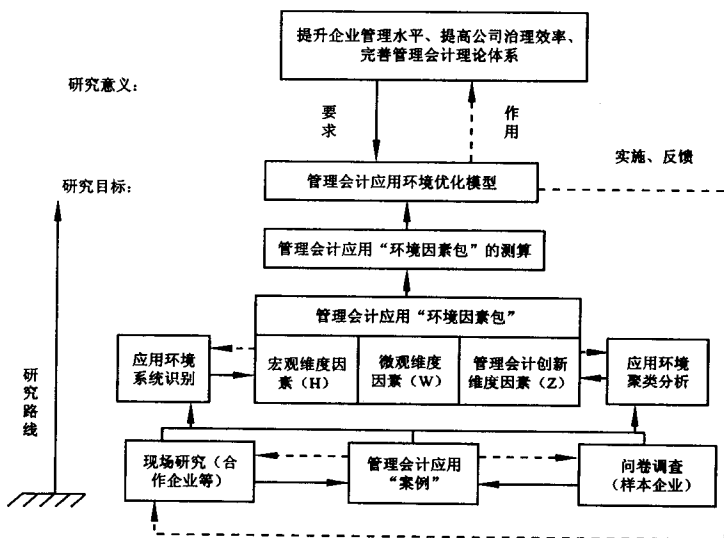 提升企业管理水平、提高公司治理效率、
完善管理会计理论体系
研究意义：
要求
作用
实施、反馈
研究目标：
管理会计应用环境优化模型
管理会计应用“环境因素包”的测算
管理会计应用“环境因素包”
应用环境
系统识别
宏观维度因
素（H）
微观维度
因素（W）
管理会计创新
维度因素（Z）
应用环境
聚类分析
研究路线
现场研究（合
作企业等）
管理会计应用
“案例”
问卷调查
（样本企业）